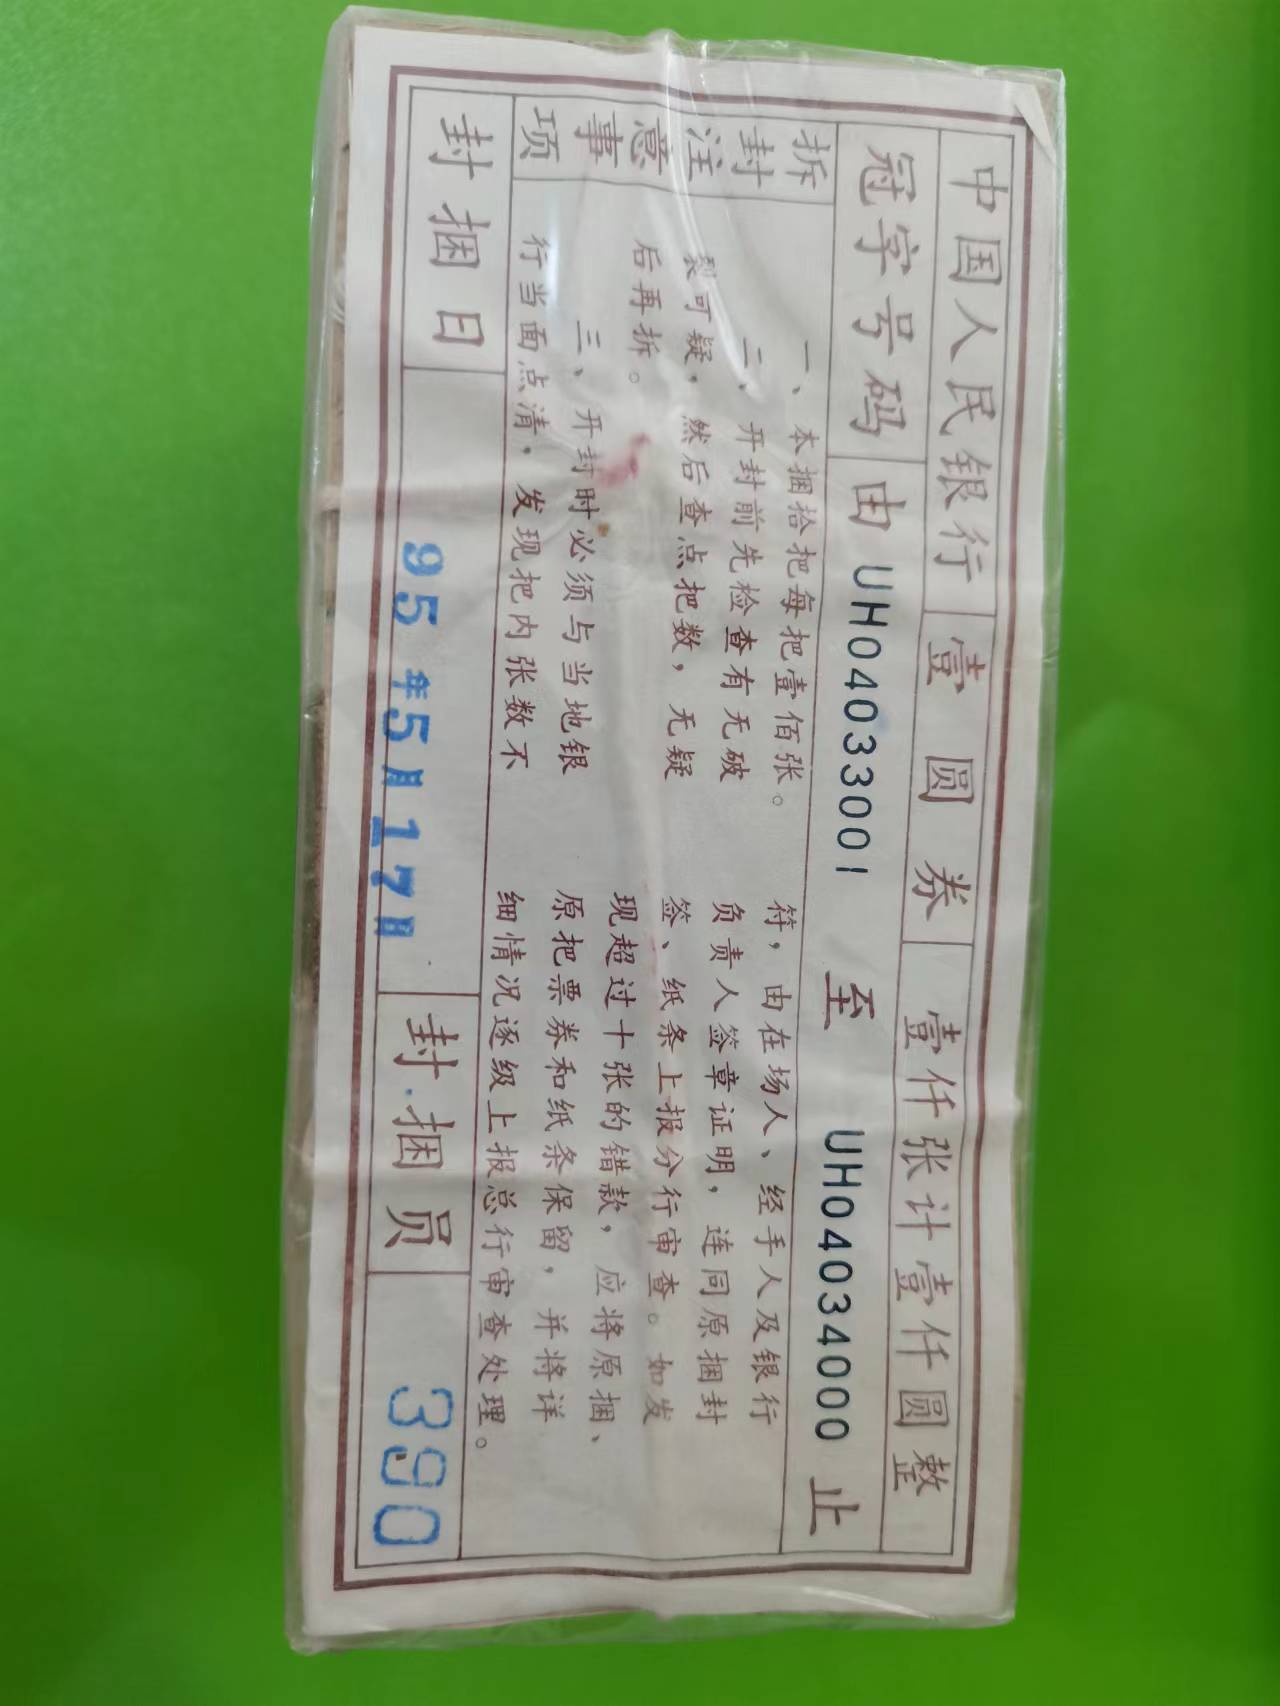 中国人民银行 壹圆券 壹仟张计壹仟圆整
冠字号码 由 UH04033001 至 UH04034000 止
拆封注意事项
一、本捆拾把每把壹佰张。
二、开封前先检查有无破
裂可疑，然后查点把数，无疑
后再拆。
三、开封时必须与当地银
行当面点清，发现把内张数不
符，由在场人、经手人及银行
负责人签章证明，连同原捆封
签、纸条上报分行审查。如发
现超过十张的错款，应将原捆、
原把票券和纸条保留，并将详
细情况逐级上报总行审查处理。
封捆日 95年5月17日 封捆员 390